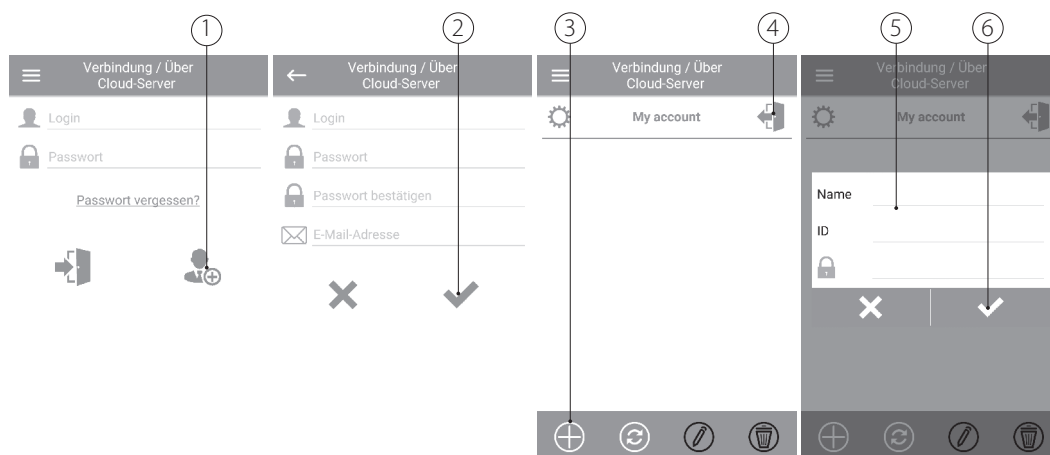 1
2
3
4
5
6
Verbindung / Über
Cloud-Server
Login
Passwort
Passwort vergessen?
Verbindung / Über
Cloud-Server
Login
Passwort
Passwort bestätigen
E-Mail-Adresse
Verbindung / Über
Cloud-Server
My account
Verbindung / Über
Cloud-Server
My account
Name
ID